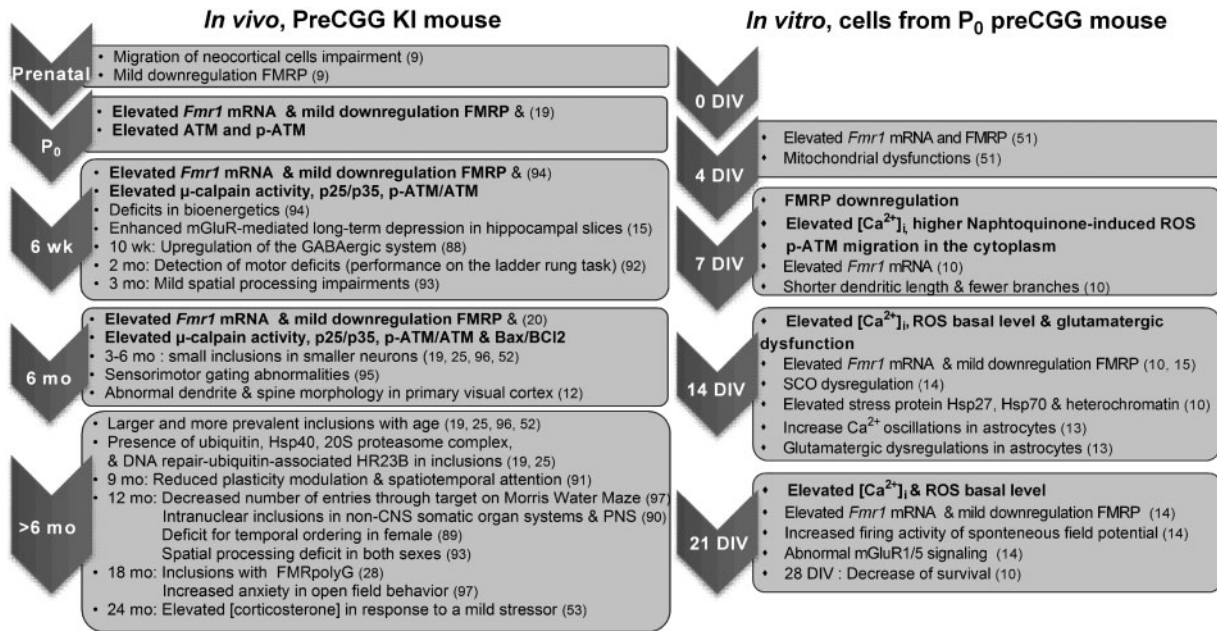 In vivo, PreCGG KI mouse
Prenatal
• Migration of neocortical cells impairment (9)
• Mild downregulation FMRP (9)
P0
• Elevated Fmr1 mRNA & mild downregulation FMRP & (19)
• Elevated ATM and p-ATM
6 wk
• Elevated Fmr1 mRNA & mild downregulation FMRP & (94)
• Elevated µ-calpain activity, p25/p35, p-ATM/ATM
• Deficits in bioenergetics (94)
• Enhanced mGluR-mediated long-term depression in hippocampal slices (15)
• 10 wk: Upregulation of the GABAergic system (88)
• 2 mo: Detection of motor deficits (performance on the ladder rung task) (92)
• 3 mo: Mild spatial processing impairments (93)
6 mo
• Elevated Fmr1 mRNA & mild downregulation FMRP & (20)
• Elevated µ-calpain activity, p25/p35, p-ATM/ATM & Bax/BCl2
• 3-6 mo : small inclusions in smaller neurons (19, 25, 96, 52)
• Sensorimotor gating abnormalities (95)
• Abnormal dendrite & spine morphology in primary visual cortex (12)
>6 mo
• Larger and more prevalent inclusions with age (19, 25, 96, 52)
• Presence of ubiquitin, Hsp40, 20S proteasome complex,
& DNA repair-ubiquitin-associated HR23B in inclusions (19, 25)
• 9 mo: Reduced plasticity modulation & spatiotemporal attention (91)
• 12 mo: Decreased number of entries through target on Morris Water Maze (97)
Intranuclear inclusions in non-CNS somatic organ systems & PNS (90)
Deficit for temporal ordering in female (89)
Spatial processing deficit in both sexes (93)
• 18 mo: Inclusions with FMRpolyG (28)
Increased anxiety in open field behavior (97)
• 24 mo: Elevated [corticosterone] in response to a mild stressor (53)
In vitro, cells from P0 preCGG mouse
0 DIV
4 DIV
♦ Elevated Fmr1 mRNA and FMRP (51)
♦ Mitochondrial dysfunctions (51)
7 DIV
♦ FMRP downregulation
♦ Elevated [Ca2+]i, higher Naphtoquinone-induced ROS
♦ p-ATM migration in the cytoplasm
♦ Elevated Fmr1 mRNA (10)
♦ Shorter dendritic length & fewer branches (10)
14 DIV
♦ Elevated [Ca2+]i, ROS basal level & glutamatergic
dysfunction
♦ Elevated Fmr1 mRNA & mild downregulation FMRP (10, 15)
♦ SCO dysregulation (14)
♦ Elevated stress protein Hsp27, Hsp70 & heterochromatin (10)
♦ Increase Ca2+ oscillations in astrocytes (13)
♦ Glutamatergic dysregulations in astrocytes (13)
21 DIV
♦ Elevated [Ca2+]i & ROS basal level
♦ Elevated Fmr1 mRNA & mild downregulation FMRP (14)
♦ Increased firing activity of sponteneous field potential (14)
♦ Abnormal mGluR1/5 signaling (14)
♦ 28 DIV : Decrease of survival (10)